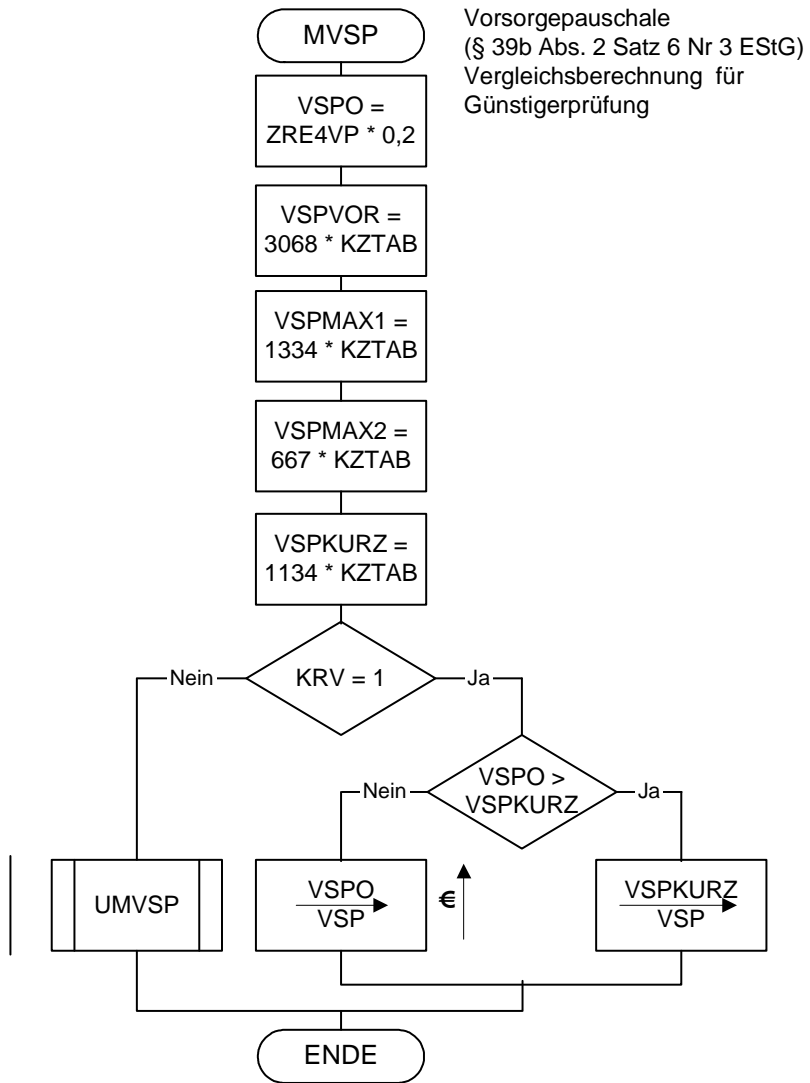 MVSP
Vorsorgepauschale
(§ 39b Abs. 2 Satz 6 Nr 3 EStG)
Vergleichsberechnung für
Günstigerprüfung
VSPO =
ZRE4VP * 0,2
VSPVOR =
3068 * KZTAB
VSPMAX1 =
1334 * KZTAB
VSPMAX2 =
667 * KZTAB
VSPKURZ =
1134 * KZTAB
Nein
KRV = 1
Ja
Nein
VSPO >
VSPKURZ
Ja
UMVSP
VSPO
VSP
€
VSPKURZ
VSP
ENDE